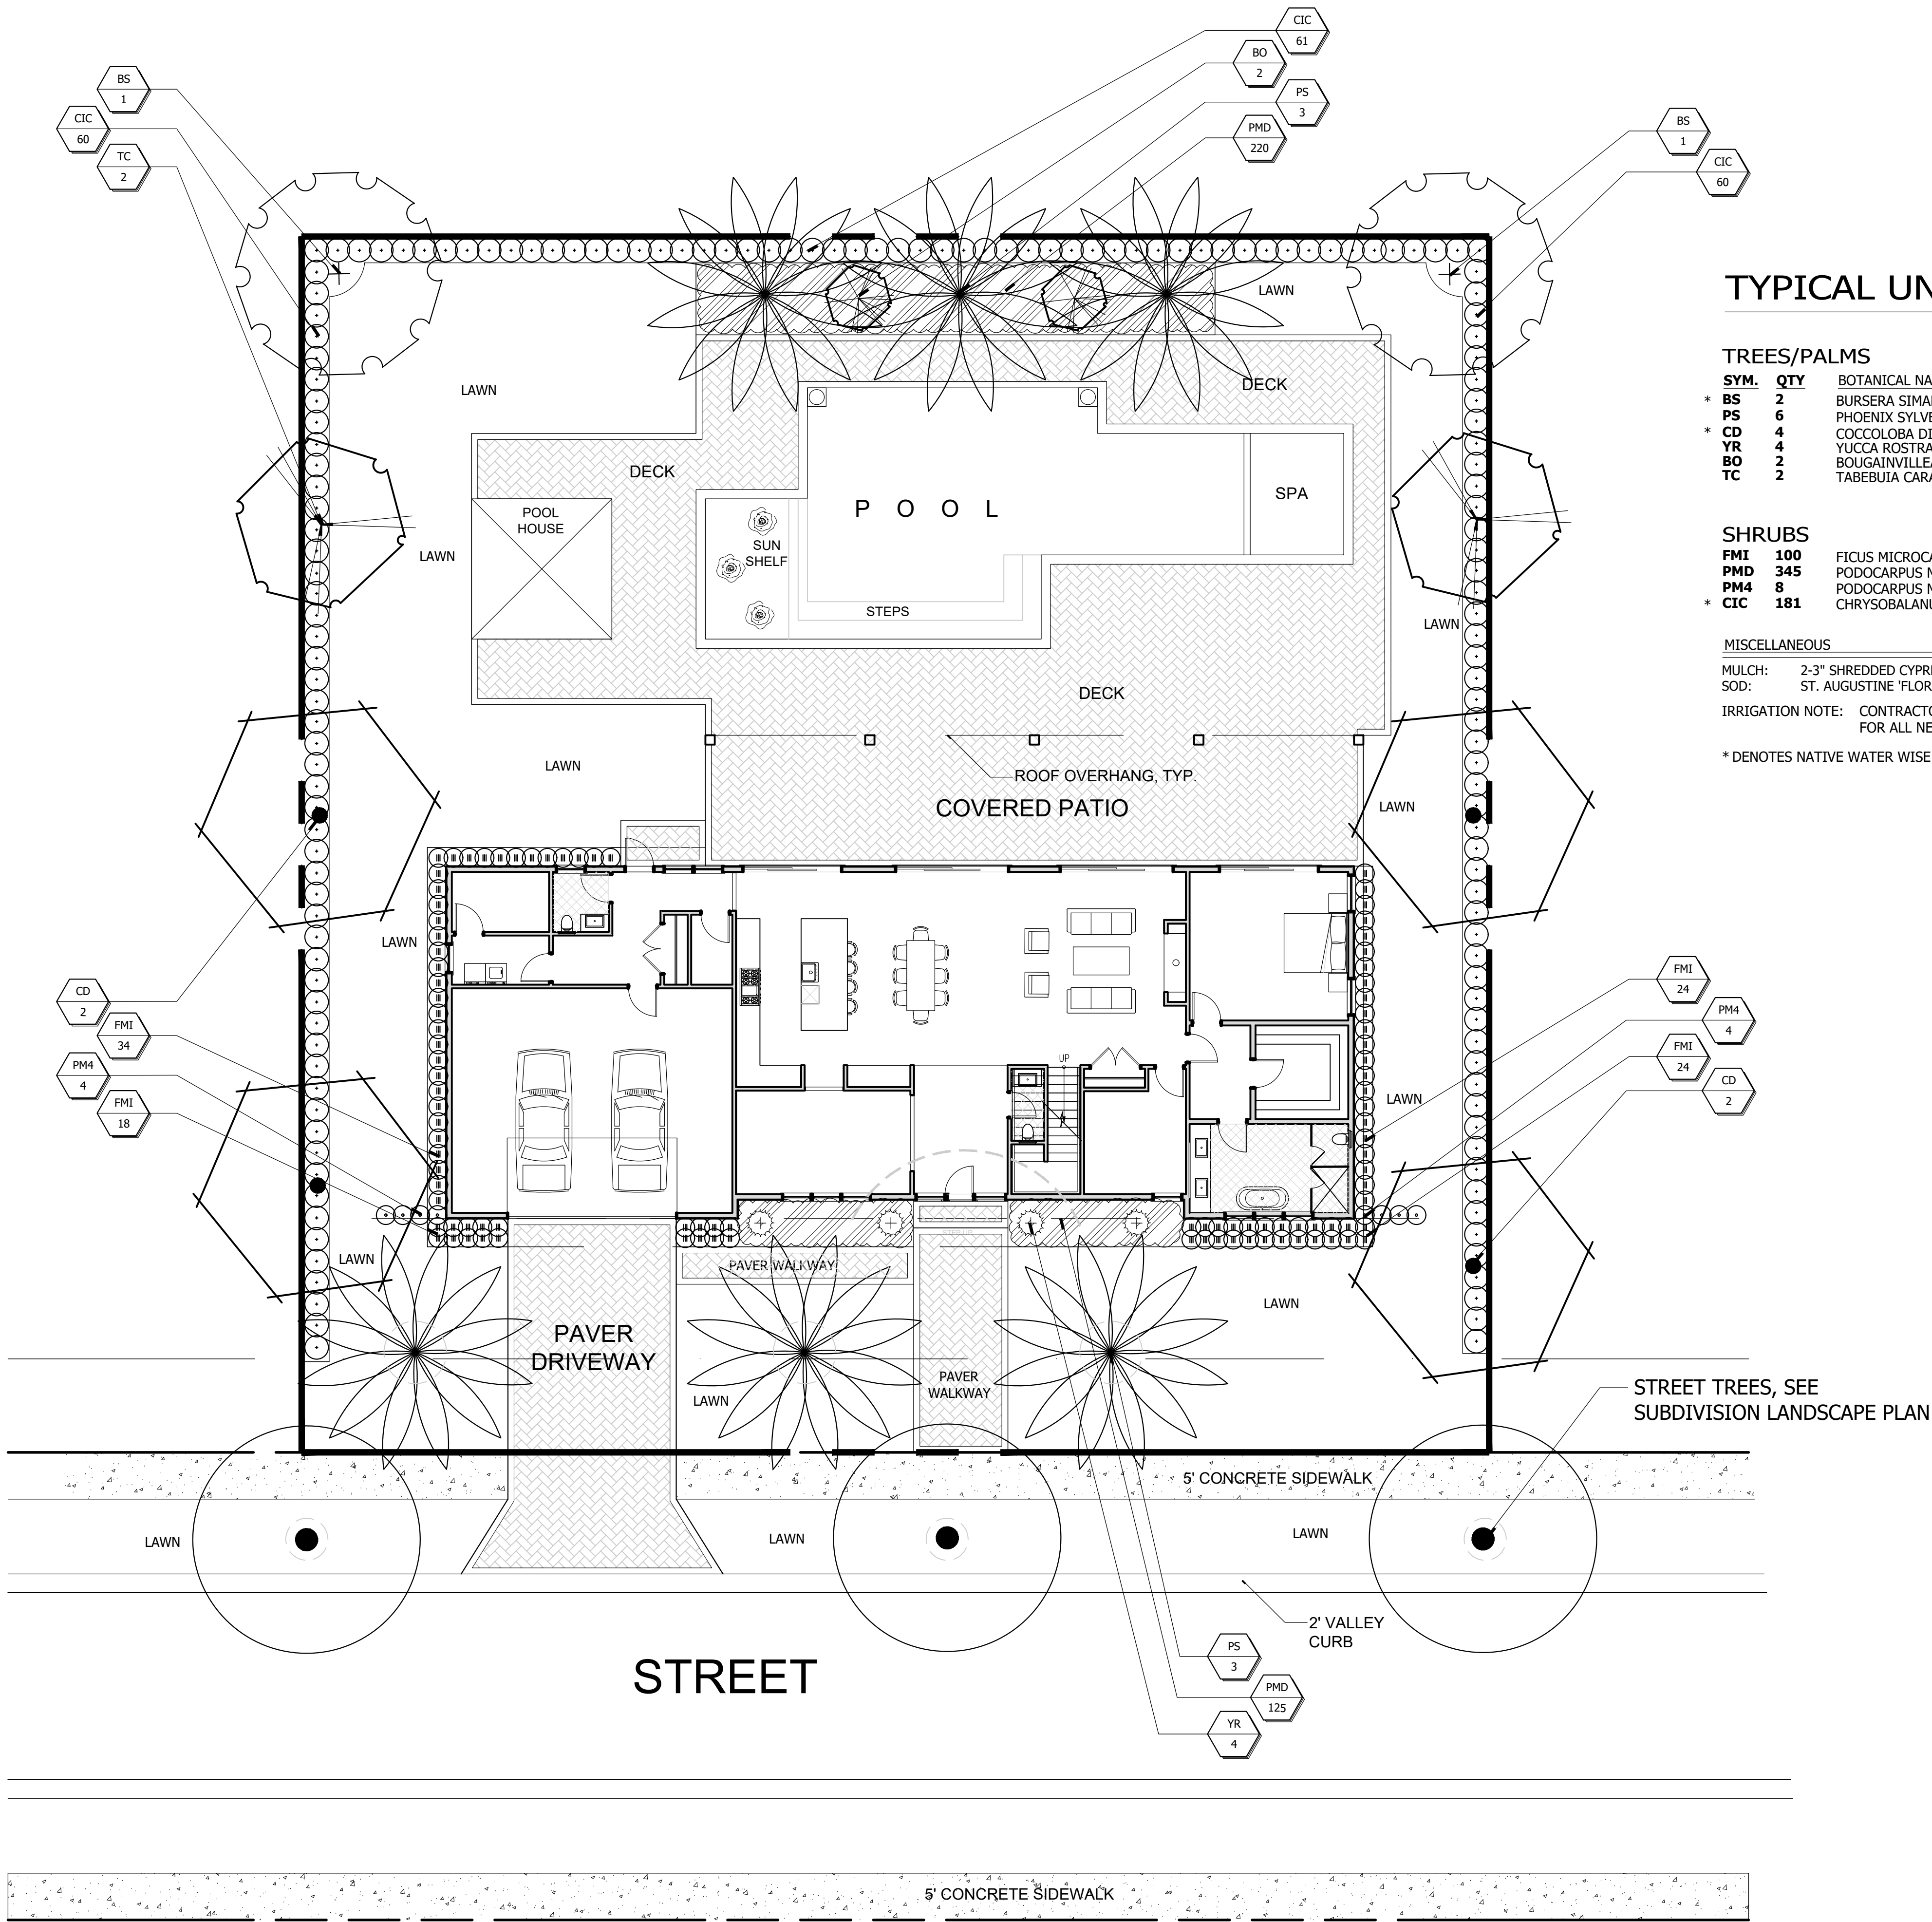 CIC
61
BO
2
PS
3
PMD
220
BS
1
CIC
60
TC
2
BS
1
CIC
60
TYPICAL UN
TREES/PALMS
SYM. QTY BOTANICAL NA
* BS 2 BURSERA SIMA
PS 6 PHOENIX SYLVE
* CD 4 COCCOLOBA DI
YR 4 YUCCA ROSTRA
BO 2 BOUGAINVILLEA
TC 2 TABEBUIA CARA
SHRUBS
FMI 100 FICUS MICROCA
PMD 345 PODOCARPUS M
PM4 8 PODOCARPUS M
* CIC 181 CHRYSOBALANU
MISCELLANEOUS
MULCH: 2-3" SHREDDED CYPR
SOD: ST. AUGUSTINE 'FLOR
IRRIGATION NOTE: CONTRACTO
FOR ALL NE
* DENOTES NATIVE WATER WISE
LAWN
LAWN
DECK
DECK
POOL
HOUSE
P O O L
SPA
SUN
SHELF
LAWN
STEPS
LAWN
DECK
LAWN
ROOF OVERHANG, TYP.
COVERED PATIO
LAWN
LAWN
CD
2
FMI
34
PM4
4
FMI
18
UP
FMI
24
PM4
4
FMI
24
CD
2
LAWN
LAWN
PAVER WALKWAY
LAWN
PAVER
DRIVEWAY
LAWN
PAVER
WALKWAY
STREET TREES, SEE
SUBDIVISION LANDSCAPE PLAN
5' CONCRETE SIDEWALK
LAWN
LAWN
LAWN
2' VALLEY
CURB
STREET
PS
3
PMD
125
YR
4
5' CONCRETE SIDEWALK